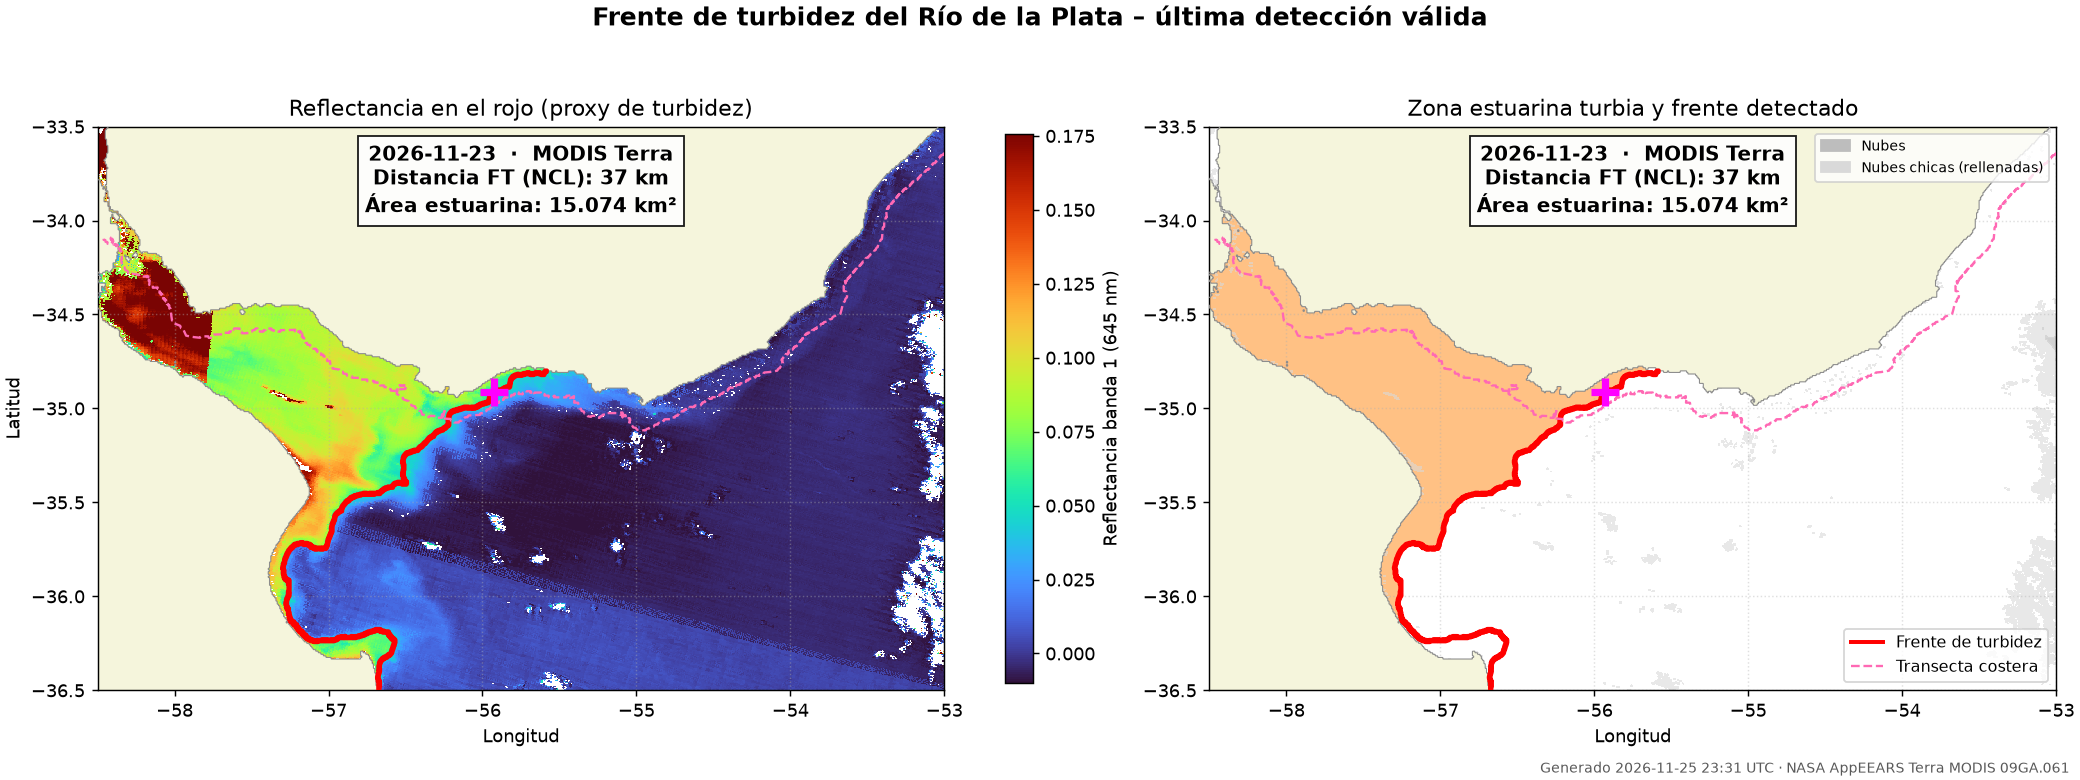 Frente de turbidez del Río de la Plata – última detección válida
Reflectancia en el rojo (proxy de turbidez)
2026-11-23 · MODIS Terra
Distancia FT (NCL): 37 km
Área estuarina: 15.074 km²
−33.5
−34.0
−34.5
−35.0
−35.5
−36.0
−36.5
Latitud
−58
−57
−56
−55
−54
−53
Longitud
0.175
0.150
0.125
0.100
0.075
0.050
0.025
0.000
Reflectancia banda 1 (645 nm)
Zona estuarina turbia y frente detectado
2026-11-23 · MODIS Terra
Distancia FT (NCL): 37 km
Área estuarina: 15.074 km²
Nubes
Nubes chicas (rellenadas)
−33.5
−34.0
−34.5
−35.0
−35.5
−36.0
−36.5
Frente de turbidez
Transecta costera
−58
−57
−56
−55
−54
−53
Longitud
Generado 2026-11-25 23:31 UTC · NASA AppEEARS Terra MODIS 09GA.061